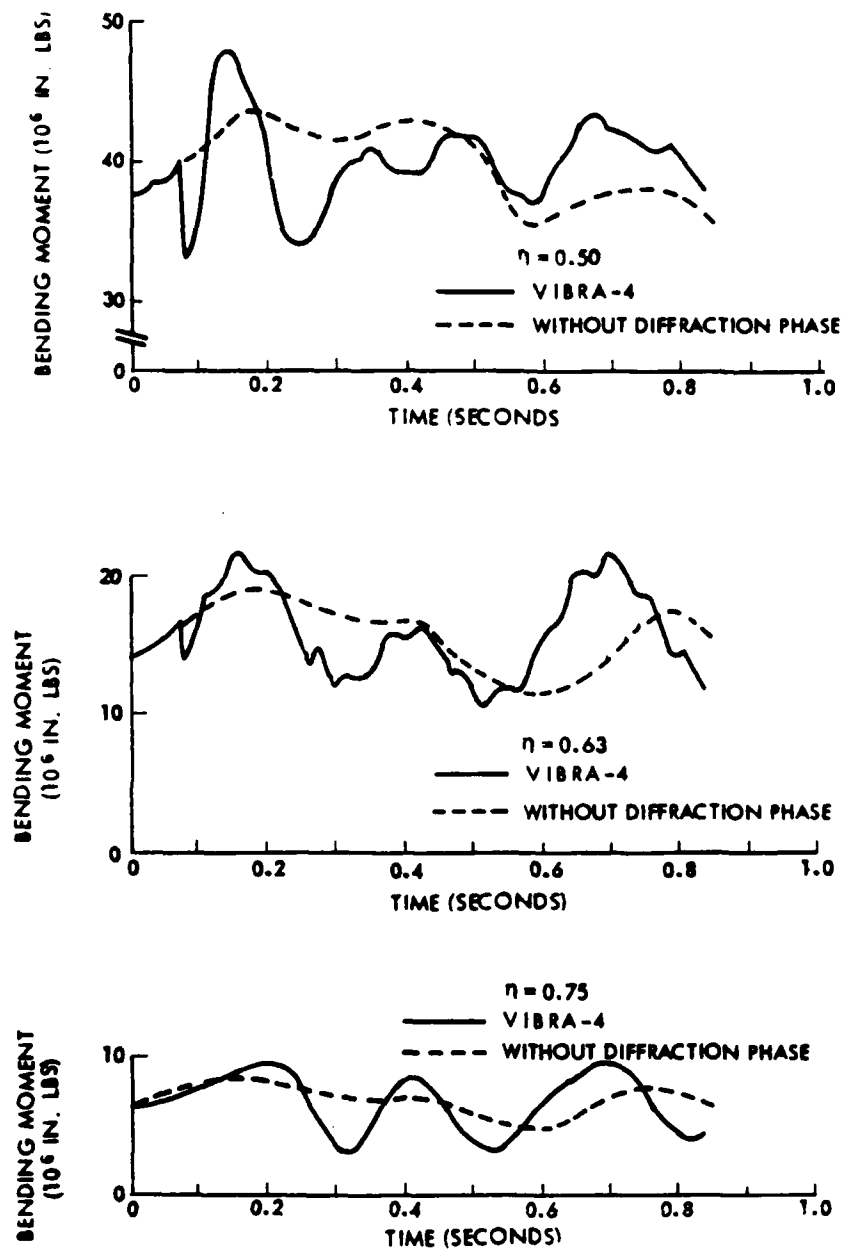 BENDING MOMENT (10⁶ IN. LBS)
50
40
30
0
η = 0.50
VIBRA-4
WITHOUT DIFFRACTION PHASE
0 0.2 0.4 0.6 0.8 1.0
TIME (SECONDS
BENDING MOMENT
(10⁶ IN. LBS)
20
10
0
η = 0.63
VIBRA-4
WITHOUT DIFFRACTION PHASE
0 0.2 0.4 0.6 0.8 1.0
TIME (SECONDS)
BENDING MOMENT
(10⁶ IN. LBS)
10
0
η = 0.75
VIBRA-4
WITHOUT DIFFRACTION PHASE
0 0.2 0.4 0.6 0.8 1.0
TIME (SECONDS)